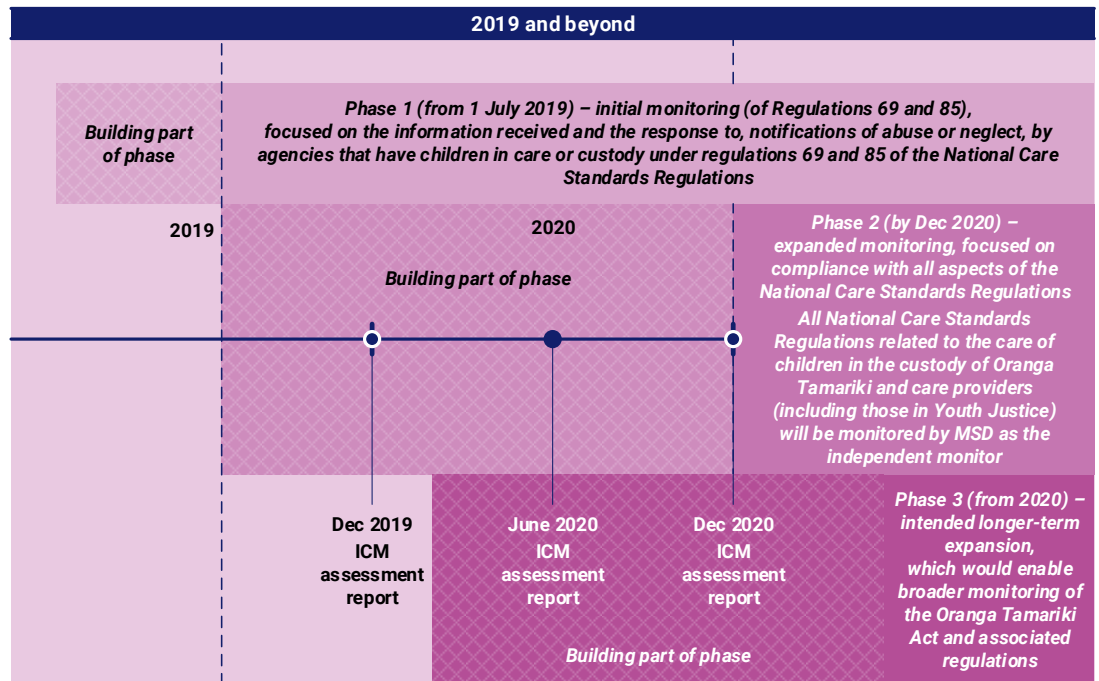 2019 and beyond
Building part
of phase
Phase 1 (from 1 July 2019) – initial monitoring (of Regulations 69 and 85),
focused on the information received and the response to, notifications of abuse or neglect, by
agencies that have children in care or custody under regulations 69 and 85 of the National Care
Standards Regulations
2019
2020
Building part of phase
Phase 2 (by Dec 2020) –
expanded monitoring, focused on
compliance with all aspects of the
National Care Standards Regulations
All National Care Standards
Regulations related to the care of
children in the custody of Oranga
Tamariki and care providers
(including those in Youth Justice)
will be monitored by MSD as the
independent monitor
Dec 2019
ICM
assessment
report
June 2020
ICM
assessment
report
Dec 2020
ICM
assessment
report
Building part of phase
Phase 3 (from 2020) –
intended longer-term
expansion,
which would enable
broader monitoring of
the Oranga Tamariki
Act and associated
regulations